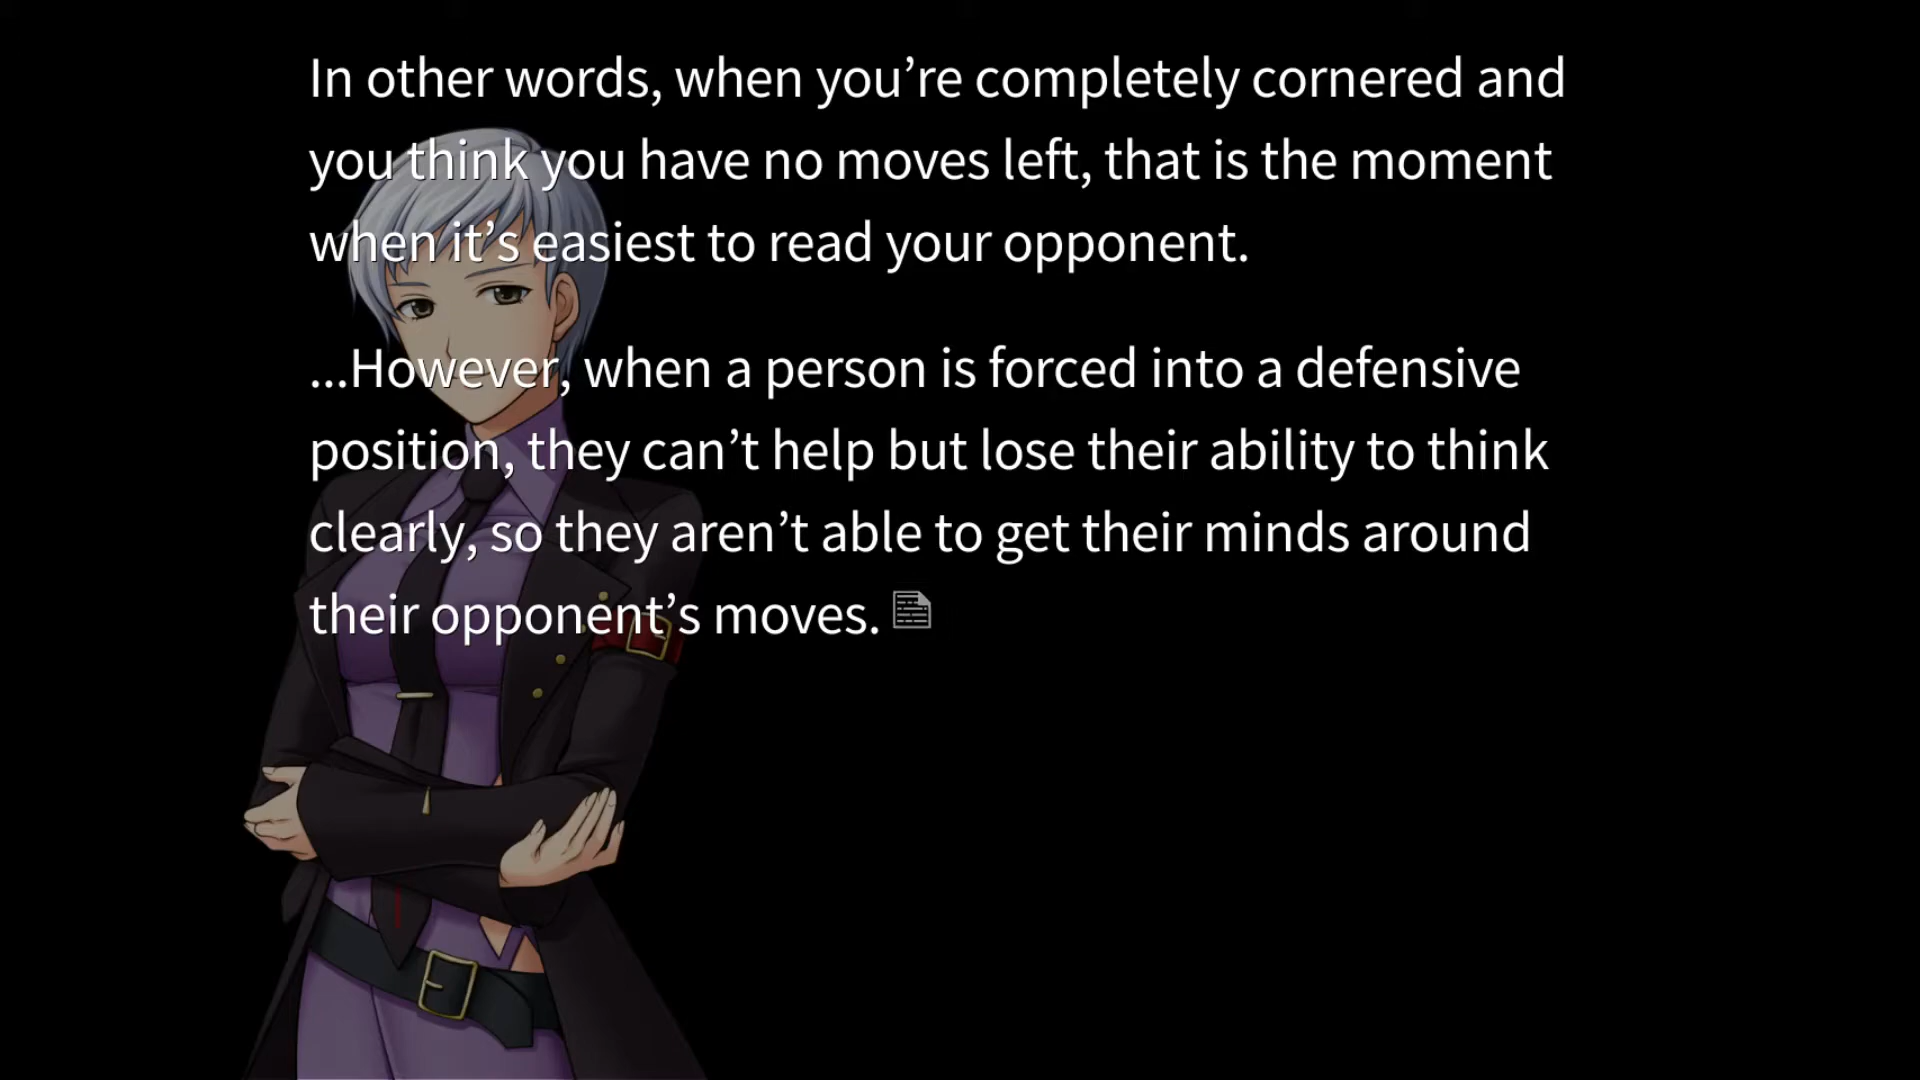 In other words, when you’re completely cornered and
you think you have no moves left, that is the moment
when it’s easiest to read your opponent.
...However, when a person is forced into a defensive
position, they can’t help but lose their ability to think
clearly, so they aren’t able to get their minds around
their opponent’s moves.